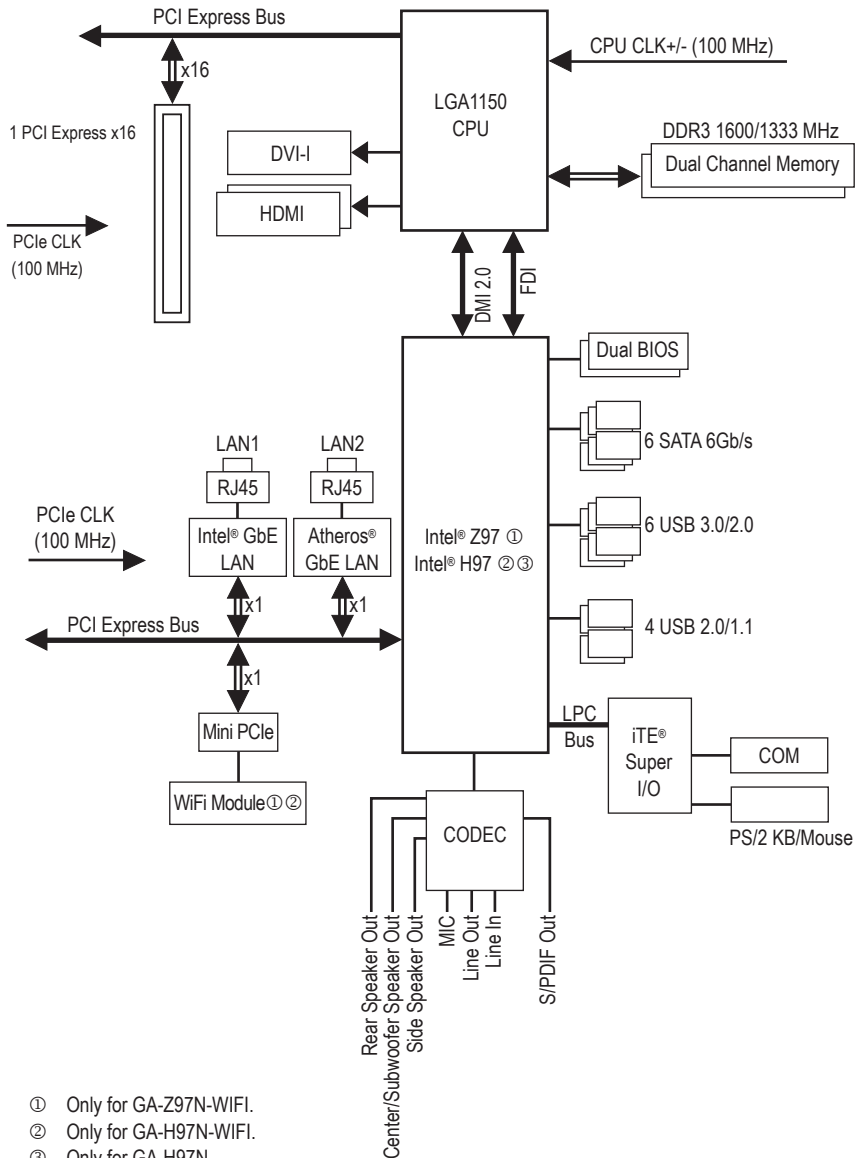 PCI Express Bus
x16
1 PCI Express x16
PCIe CLK
(100 MHz)
LGA1150
CPU
CPU CLK+/- (100 MHz)
DDR3 1600/1333 MHz
Dual Channel Memory
DVI-I
HDMI
DMI 2.0
FDI
Dual BIOS
6 SATA 6Gb/s
6 USB 3.0/2.0
4 USB 2.0/1.1
Intel® Z97 ①
Intel® H97 ②③
LAN1
LAN2
RJ45
RJ45
PCIe CLK
(100 MHz)
Intel® GbE
LAN
Atheros®
GbE LAN
x1
x1
PCI Express Bus
x1
Mini PCIe
WiFi Module①②
LPC
Bus
iTE®
Super
I/O
COM
PS/2 KB/Mouse
CODEC
Rear Speaker Out
Center/Subwoofer Speaker Out
Side Speaker Out
MIC
Line Out
Line In
S/PDIF Out
① Only for GA-Z97N-WIFI.
② Only for GA-H97N-WIFI.
③ Only for GA-H97N